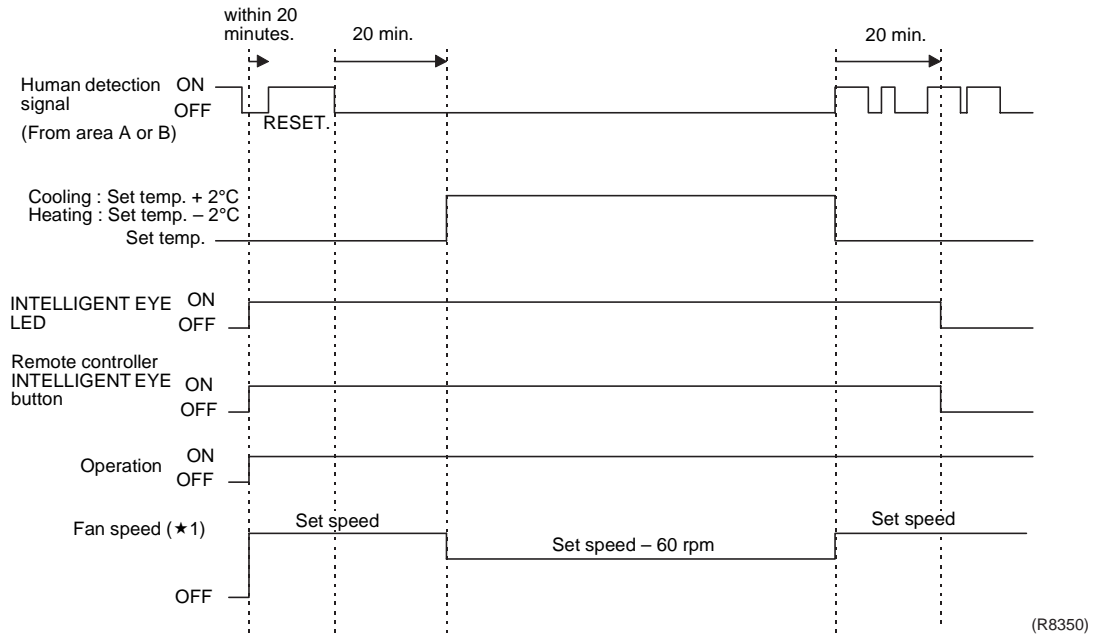 within 20
minutes.
20 min.
20 min.
Human detection
signal
(From area A or B)
ON
OFF
RESET.
Cooling : Set temp. + 2°C
Heating : Set temp. – 2°C
Set temp.
INTELLIGENT EYE
LED
ON
OFF
Remote controller
INTELLIGENT EYE
button
ON
OFF
Operation
ON
OFF
Fan speed (★1)
Set speed
Set speed – 60 rpm
Set speed
OFF
(R8350)